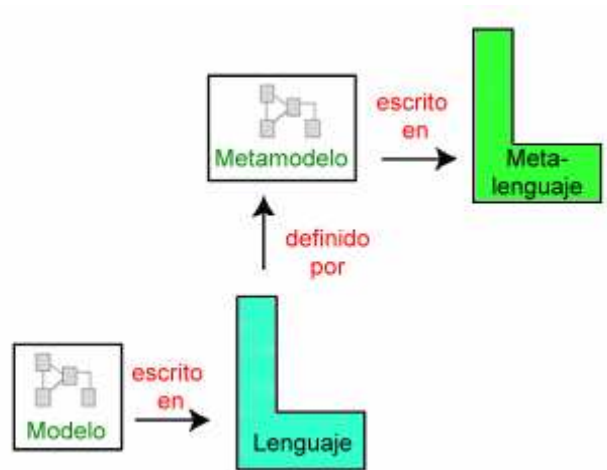 escrito
en
Metamodelo
Meta-
lenguaje
definido
por
escrito
en
Modelo
Lenguaje